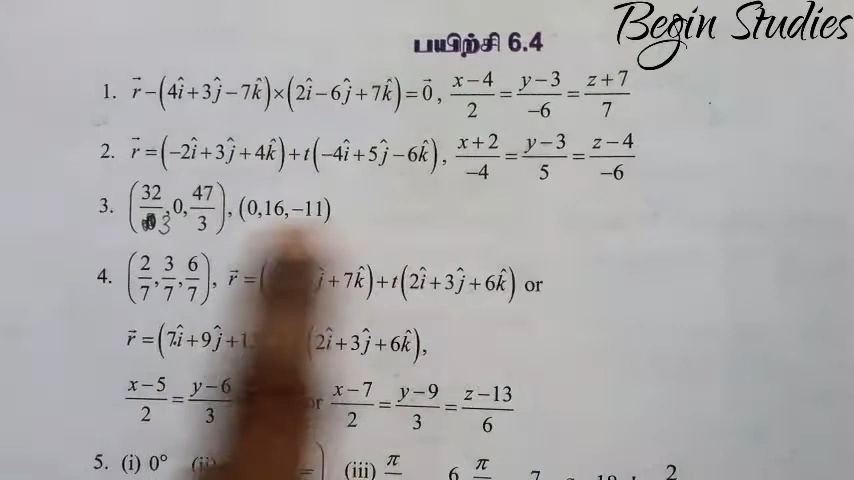 Begin Studies
பயிற்சி 6.4
1. r⃗ −(4î+3ĵ−7k̂)×(2î−6ĵ+7k̂)=0⃗, (x−4)/2 = (y−3)/−6 = (z+7)/7
2. r⃗ =(−2î+3ĵ+4k̂)+t(−4î+5ĵ−6k̂), (x+2)/−4 = (y−3)/5 = (z−4)/−6
3. (32/3, 0, 47/3), (0,16,−11)
4. (2/7, 3/7, 6/7), r⃗ =( ĵ+7k̂)+t(2î+3ĵ+6k̂) or
r⃗ =(7î+9ĵ+1 (2î+3ĵ+6k̂),
(x−5)/2 = (y−6)/3 or (x−7)/2 = (y−9)/3 = (z−13)/6
5. (i) 0° (iii) π